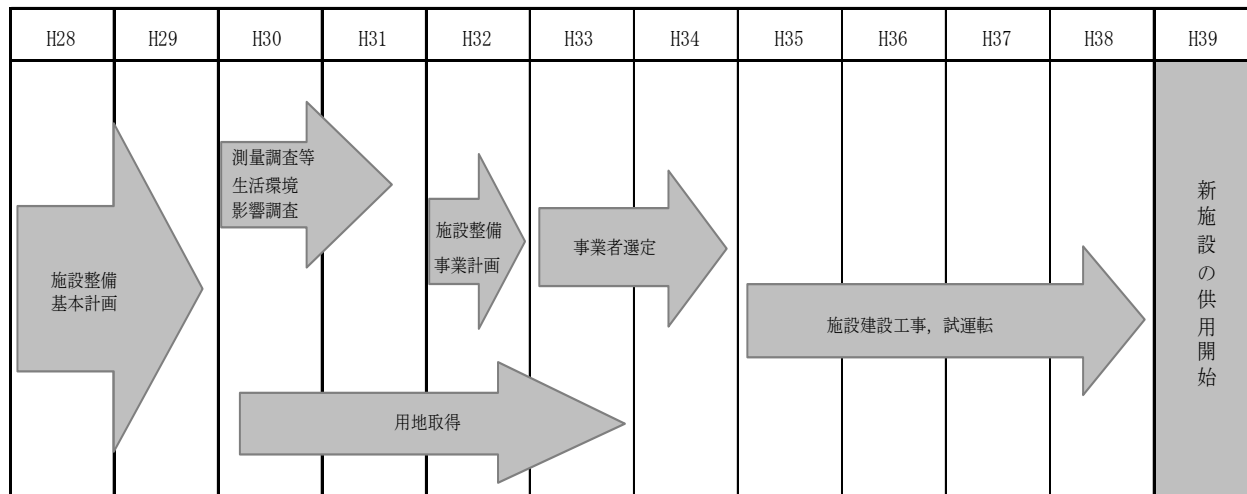 H28 H29 H30 H31 H32 H33 H34 H35 H36 H37 H38 H39
測量調査等
生活環境
影響調査
施設整備
事業計画
事業者選定
施設整備
基本計画
施設建設工事，試運転
用地取得
新施設の供用開始